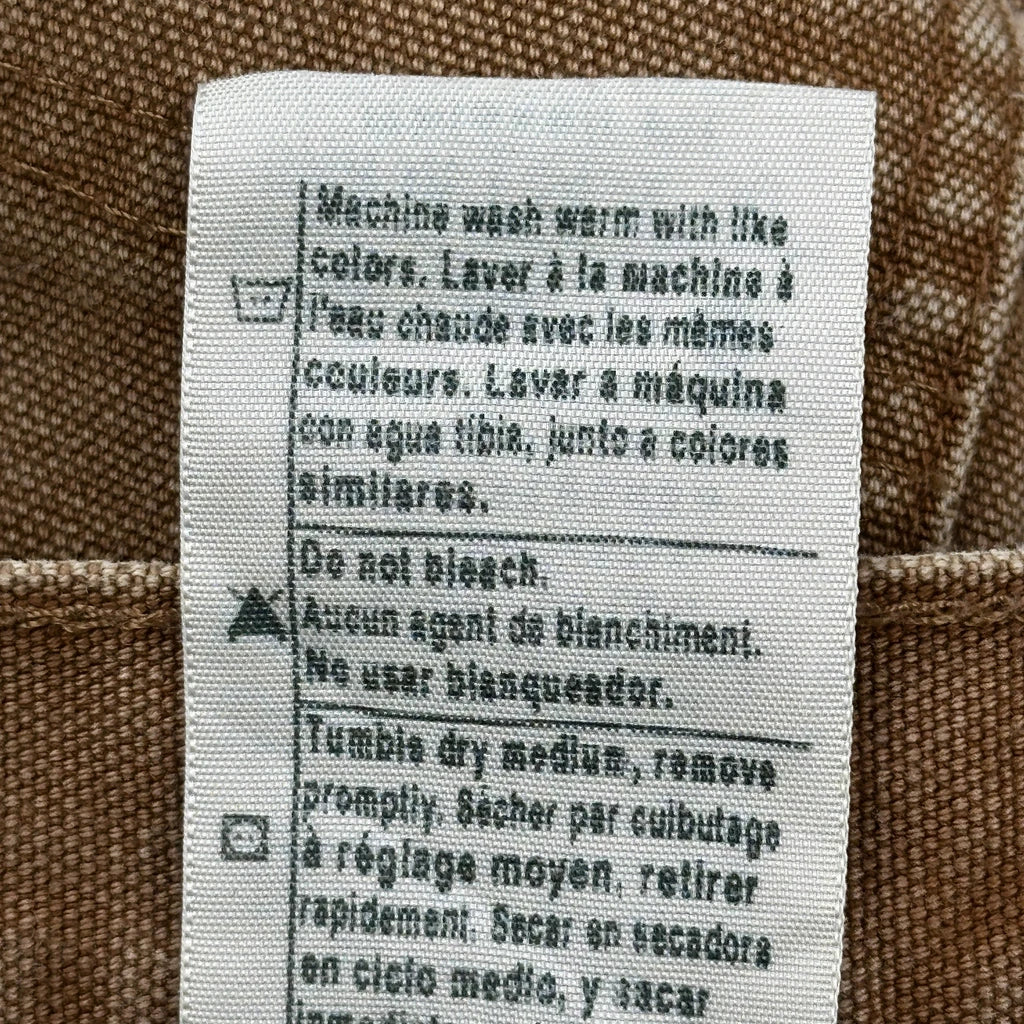 Machine wash warm with like
colors. Laver à la machine à
l'eau chaude avec les mêmes
couleurs. Lavar a máquina
con agua tibia, junto a colores
similares.
Do not bleach.
Aucun agent de blanchiment.
No usar blanqueador.
Tumble dry medium, remove
promptly. Sécher par culbutage
à réglage moyen, retirer
rapidement. Secar en secadora
en ciclo medio, y sacar